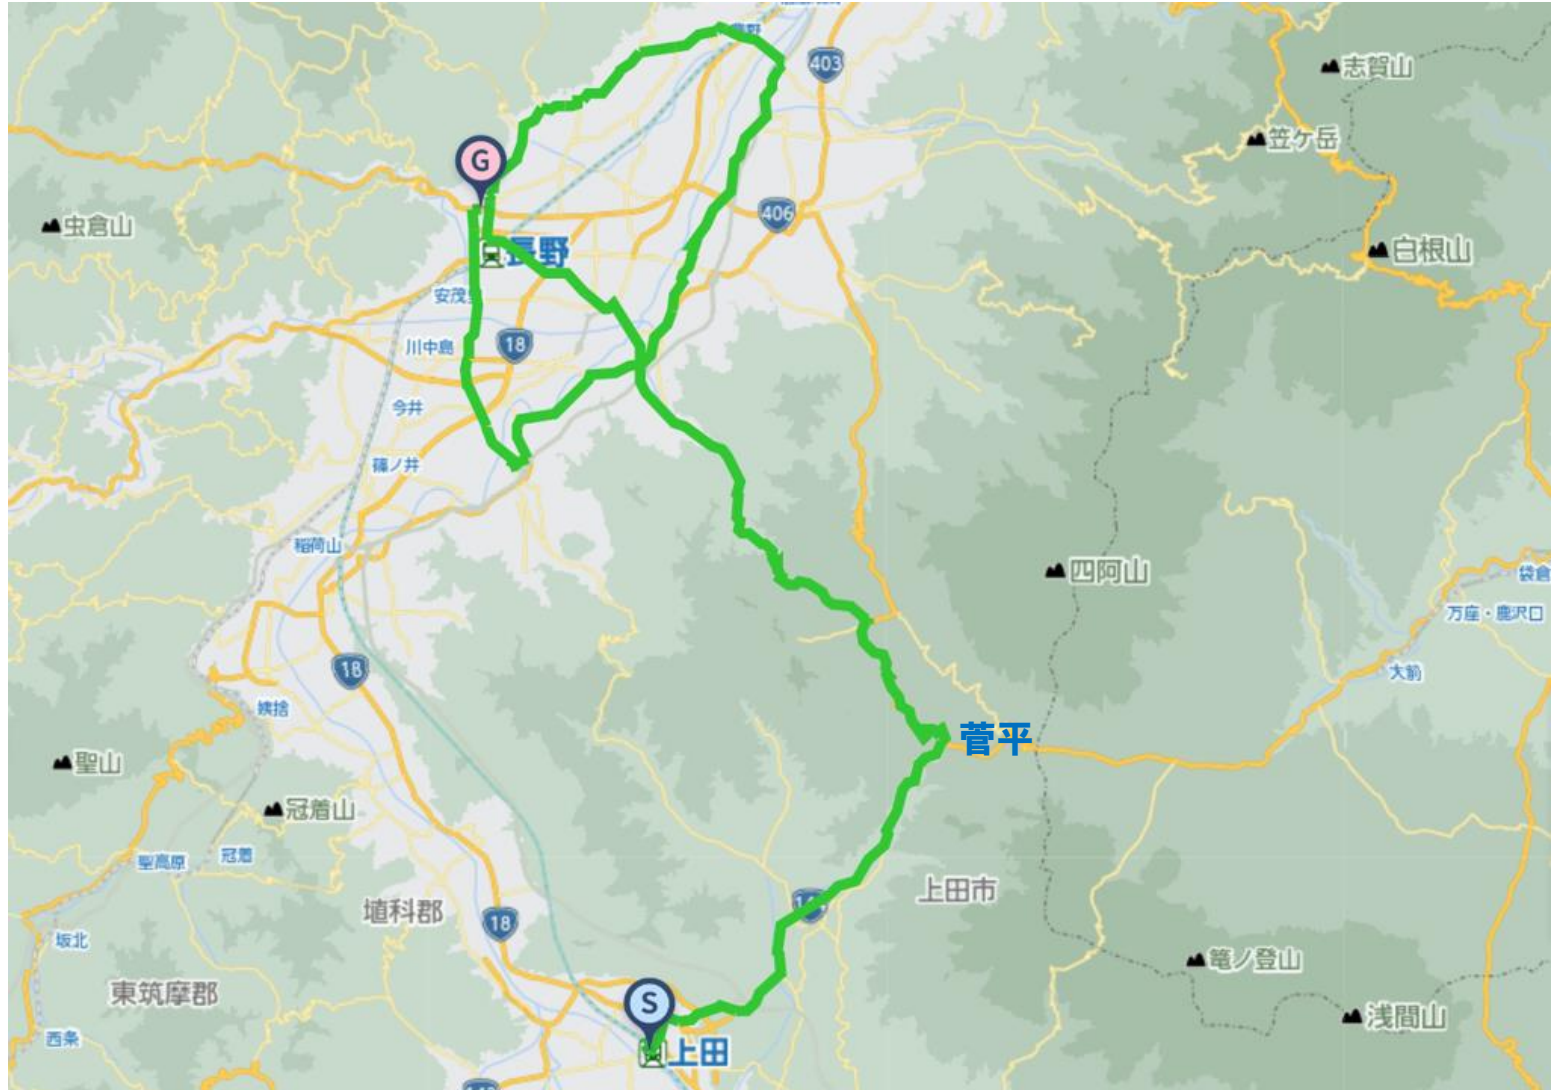 豊野
403
志賀山
笠ケ岳
G
406
虫倉山
長野
白根山
安茂里
18
川中島
今井
篠ノ井
稲荷山
四阿山
袋倉
万座・鹿沢口
18
大前
姨捨
菅平
聖山
冠着山
聖高原
冠着
上田市
埴科郡
18
坂北
篭ノ登山
東筑摩郡
S
浅間山
西条
上田